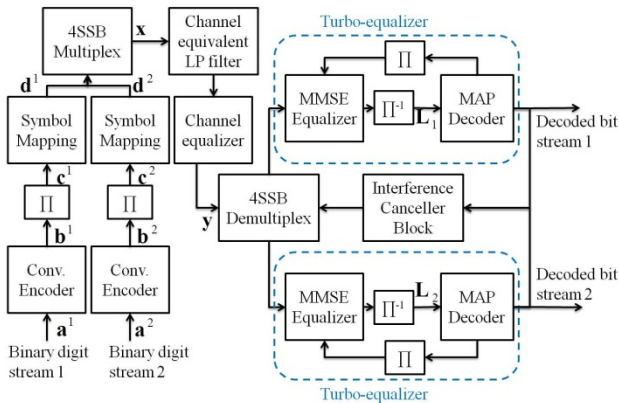 4SSB
Multiplex
x
Channel
equivalent
LP filter
d¹
d²
Symbol
Mapping
Symbol
Mapping
Channel
equalizer
c¹
c²
∏
∏
y
b¹
b²
Conv.
Encoder
Conv.
Encoder
a¹
a²
Binary digit
stream 1
Binary digit
stream 2
Turbo-equalizer
∏
MMSE
Equalizer
∏⁻¹
L₁
MAP
Decoder
Decoded bit
stream 1
4SSB
Demultiplex
Interference
Canceller
Block
MMSE
Equalizer
∏⁻¹
L₂
MAP
Decoder
Decoded bit
stream 2
∏
Turbo-equalizer